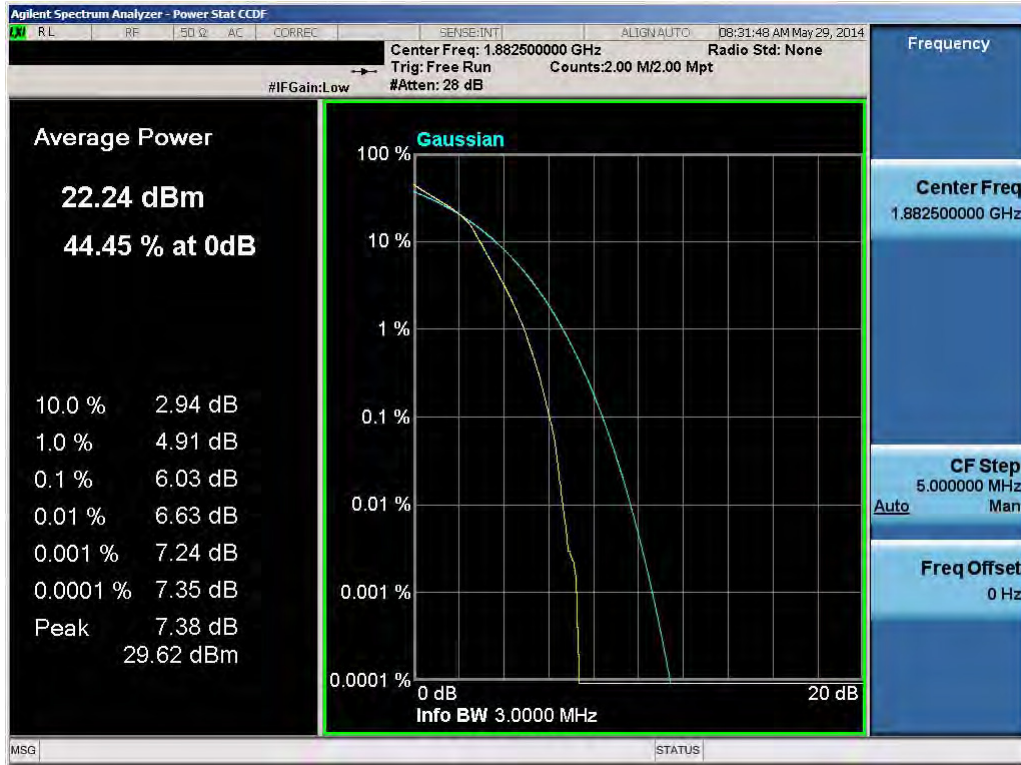 Agilent Spectrum Analyzer - Power Stat CCDF
LXI RL RF 50 Ω AC CORREC SENSE:INT ALIGN AUTO 08:31:48 AM May 29, 2014
Center Freq: 1.882500000 GHz Radio Std: None
Trig: Free Run Counts:2.00 M/2.00 Mpt
#IFGain:Low #Atten: 28 dB
Frequency
Average Power
22.24 dBm
44.45 % at 0dB
10.0 % 2.94 dB
1.0 % 4.91 dB
0.1 % 6.03 dB
0.01 % 6.63 dB
0.001 % 7.24 dB
0.0001 % 7.35 dB
Peak 7.38 dB
29.62 dBm
Gaussian
100 %
10 %
1 %
0.1 %
0.01 %
0.001 %
0.0001 %
0 dB 20 dB
Info BW 3.0000 MHz
Center Freq
1.882500000 GHz
CF Step
5.000000 MHz
Auto Man
Freq Offset
0 Hz
MSG STATUS